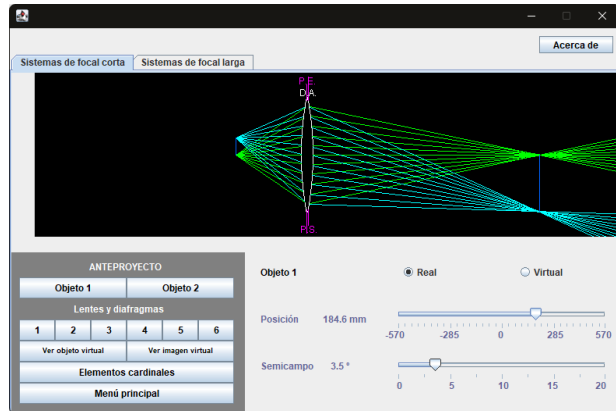 Acerca de
Sistemas de focal corta Sistemas de focal larga
P.E.
D.A.
P.S.
ANTEPROYECTO
Objeto 1 Objeto 2
Lentes y diafragmas
1 2 3 4 5 6
Ver objeto virtual Ver imagen virtual
Elementos cardinales
Menú principal
Objeto 1 Real Virtual
Posición 184.6 mm
-570 -285 0 285 570
Semicampo 3.5 °
0 5 10 15 20